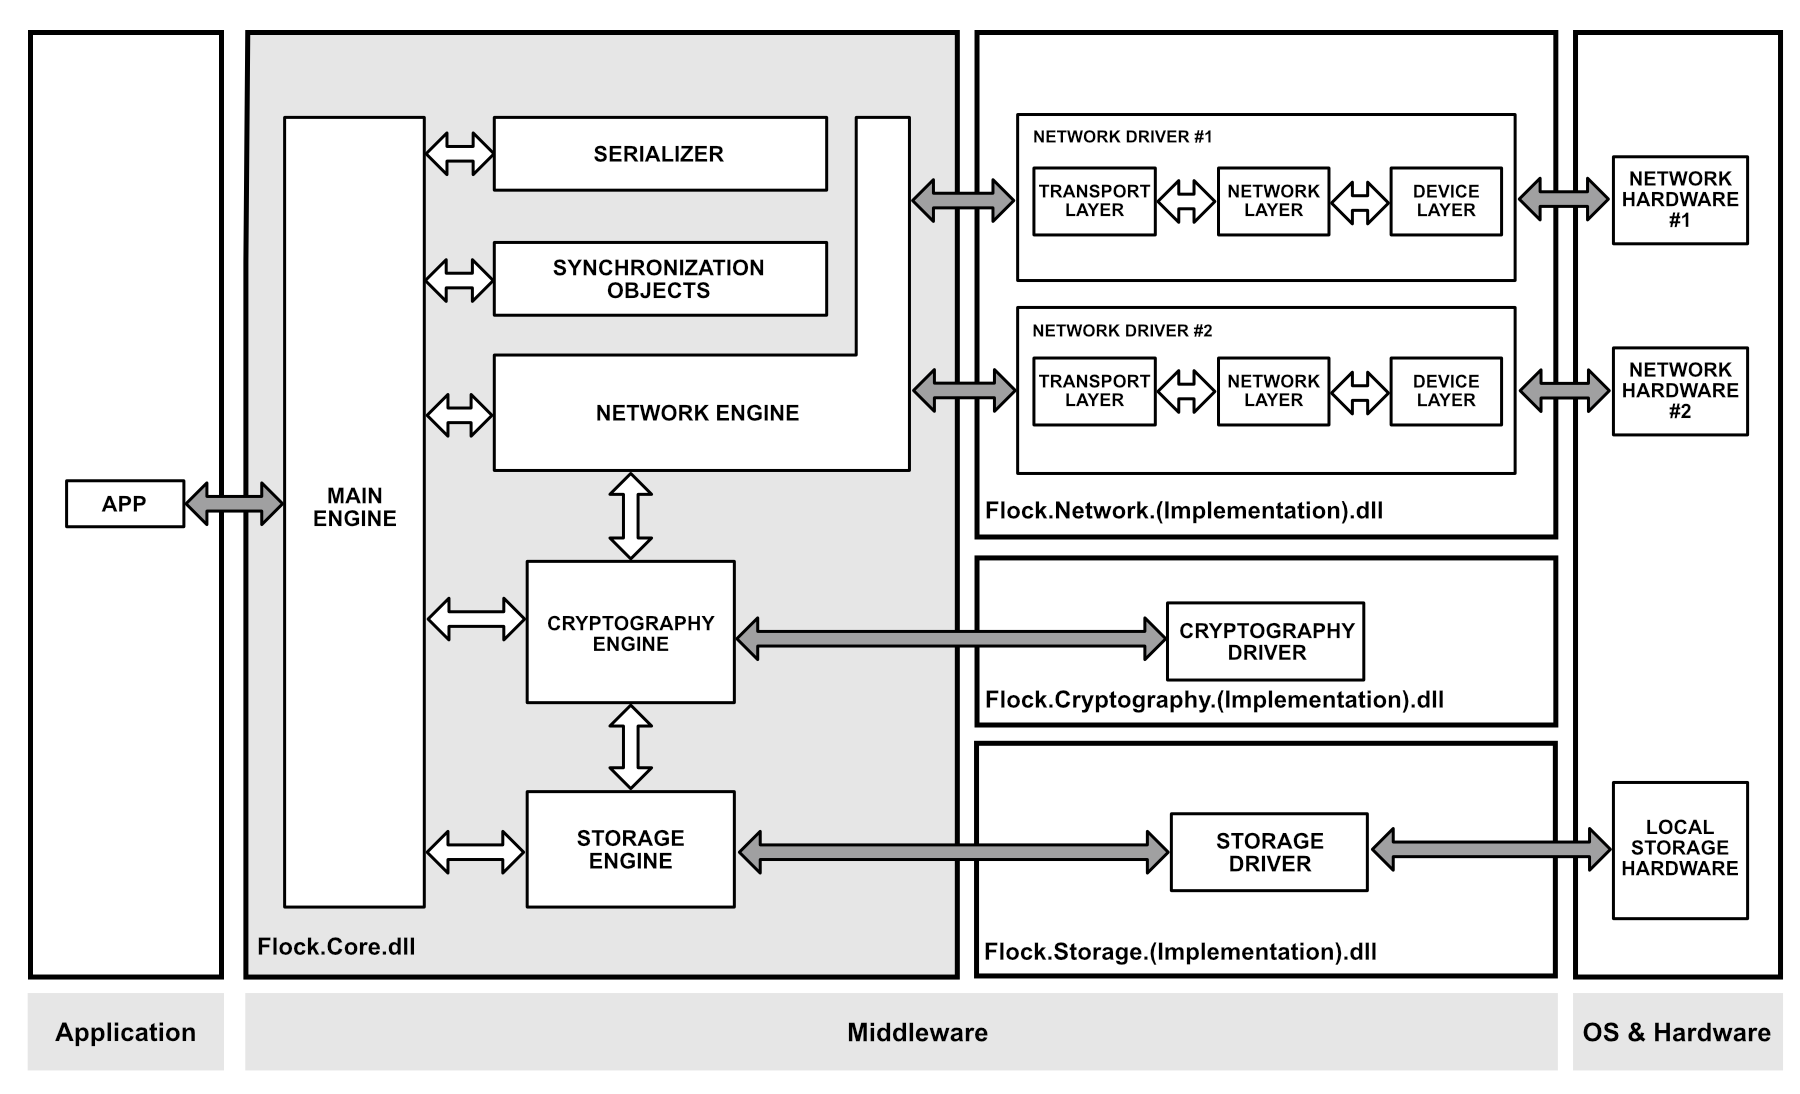 SERIALIZER
SYNCHRONIZATION
OBJECTS
NETWORK ENGINE
APP
MAIN
ENGINE
CRYPTOGRAPHY
ENGINE
STORAGE
ENGINE
Flock.Core.dll
NETWORK DRIVER #1
TRANSPORT
LAYER
NETWORK
LAYER
DEVICE
LAYER
NETWORK DRIVER #2
TRANSPORT
LAYER
NETWORK
LAYER
DEVICE
LAYER
Flock.Network.(Implementation).dll
CRYPTOGRAPHY
DRIVER
Flock.Cryptography.(Implementation).dll
STORAGE
DRIVER
Flock.Storage.(Implementation).dll
NETWORK
HARDWARE
#1
NETWORK
HARDWARE
#2
LOCAL
STORAGE
HARDWARE
Application
Middleware
OS & Hardware